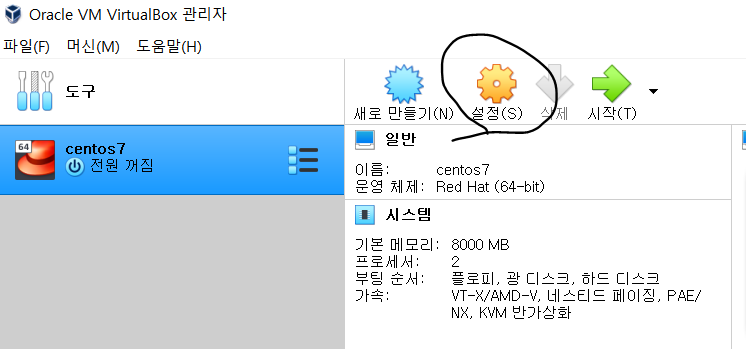 Oracle VM VirtualBox 관리자
파일(F) 머신(M) 도움말(H)
도구
새로 만들기(N) 설정(S) 삭제 시작(T)
64
centos7
전원 꺼짐
일반
이름: centos7
운영 체제: Red Hat (64-bit)
시스템
기본 메모리: 8000 MB
프로세서: 2
부팅 순서: 플로피, 광 디스크, 하드 디스크
가속: VT-X/AMD-V, 네스티드 페이징, PAE/
NX, KVM 반가상화